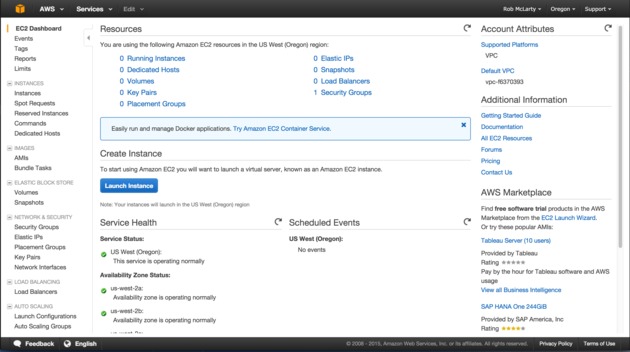 AWS
Services
Edit
Rob McLarty
Oregon
Support
EC2 Dashboard
Events
Tags
Reports
Limits
INSTANCES
Instances
Spot Requests
Reserved Instances
Commands
Dedicated Hosts
IMAGES
AMIs
Bundle Tasks
ELASTIC BLOCK STORE
Volumes
Snapshots
NETWORK & SECURITY
Security Groups
Elastic IPs
Placement Groups
Key Pairs
Network Interfaces
LOAD BALANCING
Load Balancers
AUTO SCALING
Launch Configurations
Auto Scaling Groups
Resources
You are using the following Amazon EC2 resources in the US West (Oregon) region:
0 Running Instances
0 Elastic IPs
0 Dedicated Hosts
0 Snapshots
0 Volumes
0 Load Balancers
0 Key Pairs
1 Security Groups
0 Placement Groups
Easily run and manage Docker applications. Try Amazon EC2 Container Service.
Create Instance
To start using Amazon EC2 you will want to launch a virtual server, known as an Amazon EC2 instance.
Launch Instance
Note: Your instances will launch in the US West (Oregon) region
Service Health
Service Status:
US West (Oregon):
This service is operating normally
Availability Zone Status:
us-west-2a:
Availability zone is operating normally
us-west-2b:
Availability zone is operating normally
Scheduled Events
US West (Oregon):
No events
Account Attributes
Supported Platforms
VPC
Default VPC
vpc-f6370393
Additional Information
Getting Started Guide
Documentation
All EC2 Resources
Forums
Pricing
Contact Us
AWS Marketplace
Find free software trial products in the AWS
Marketplace from the EC2 Launch Wizard.
Or try these popular AMIs:
Tableau Server (10 users)
Provided by Tableau
Rating
Pay by the hour for Tableau software and AWS
usage
View all Business Intelligence
SAP HANA One 244GiB
Provided by SAP America, Inc
Rating
Feedback
English
© 2008 - 2015, Amazon Web Services, Inc. or its affiliates. All rights reserved.
Privacy Policy
Terms of Use